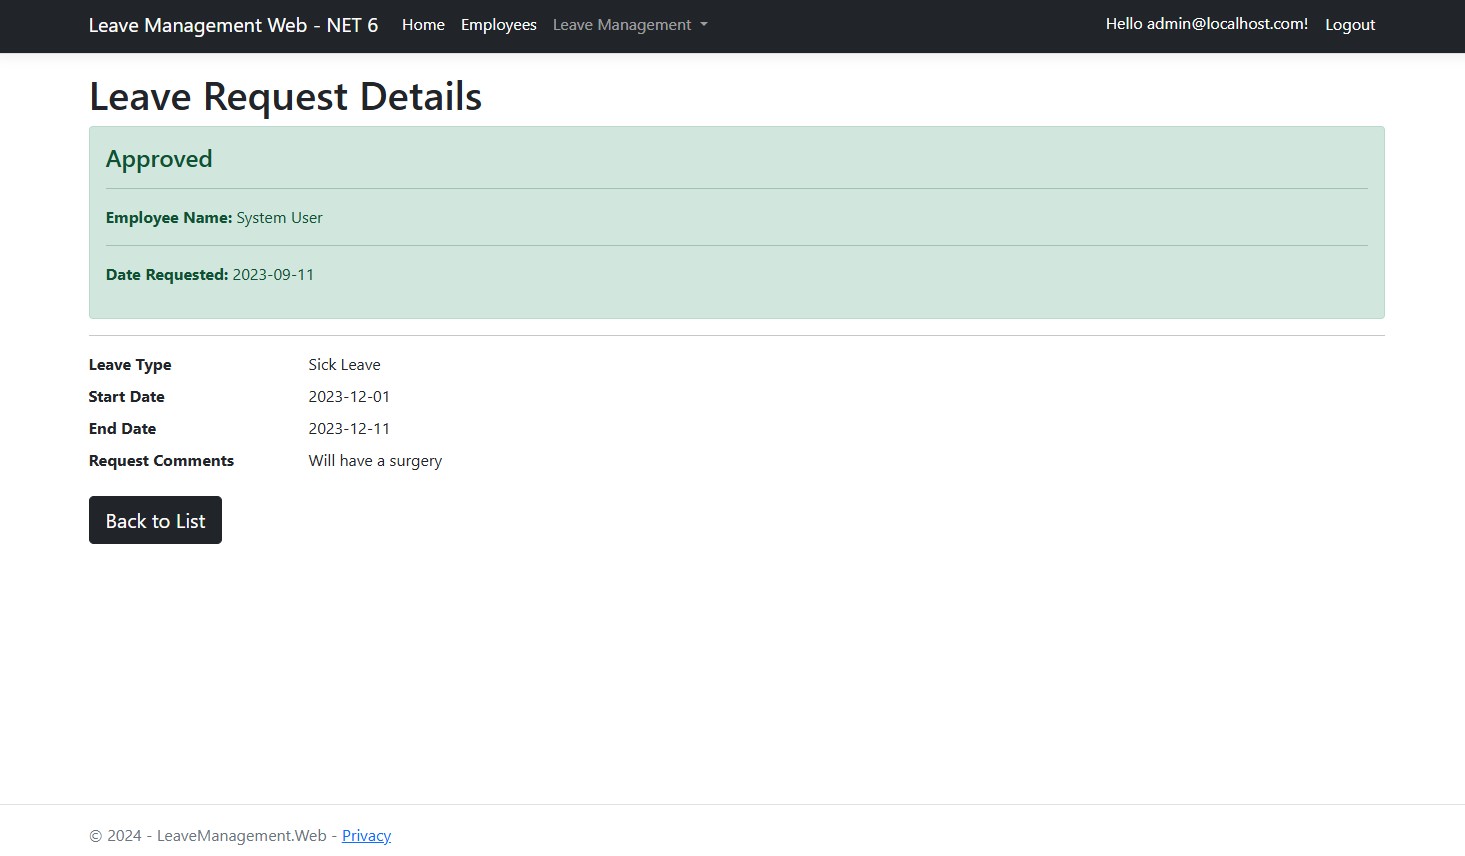 Leave Management Web - NET 6 Home Employees Leave Management Hello admin@localhost.com! Logout
Leave Request Details
Approved
Employee Name: System User
Date Requested: 2023-09-11
Leave Type Sick Leave
Start Date 2023-12-01
End Date 2023-12-11
Request Comments Will have a surgery
Back to List
© 2024 - LeaveManagement.Web - Privacy